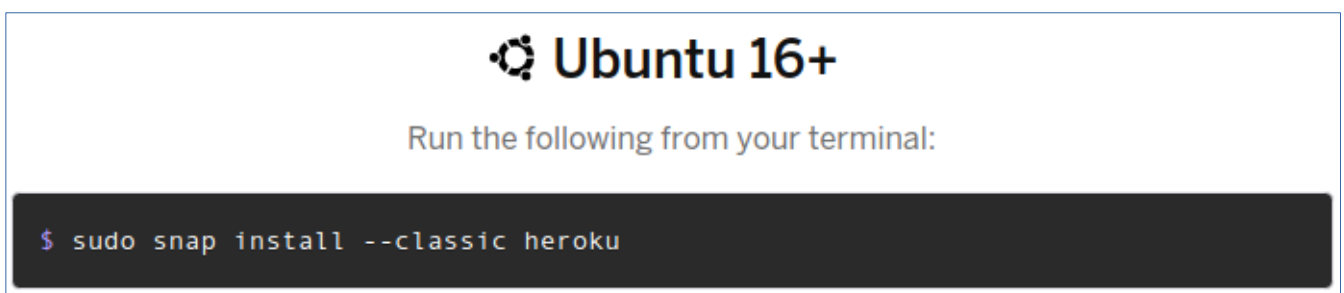 Ubuntu 16+
Run the following from your terminal:
$ sudo snap install --classic heroku